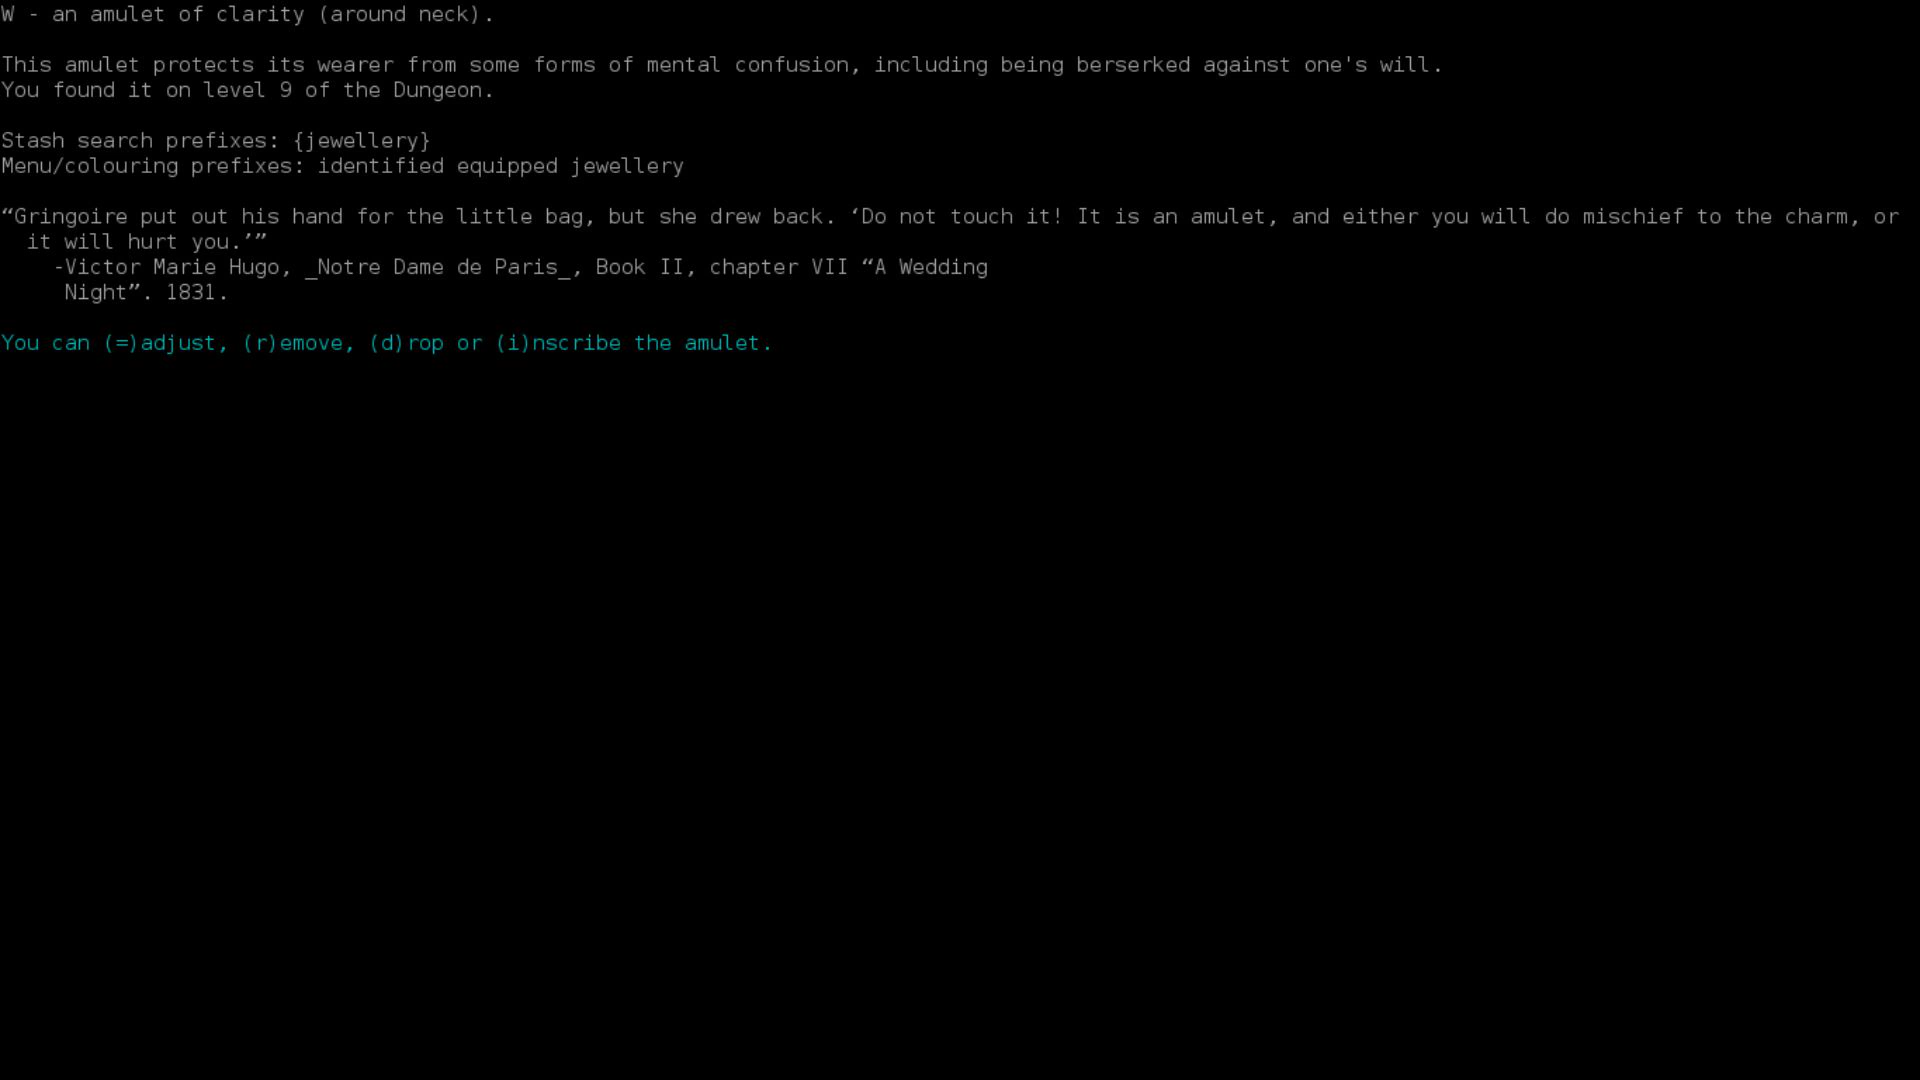 W - an amulet of clarity (around neck).
This amulet protects its wearer from some forms of mental confusion, including being berserked against one's will.
You found it on level 9 of the Dungeon.
Stash search prefixes: {jewellery}
Menu/colouring prefixes: identified equipped jewellery
“Gringoire put out his hand for the little bag, but she drew back. ‘Do not touch it! It is an amulet, and either you will do mischief to the charm, or
it will hurt you.’”
-Victor Marie Hugo, _Notre Dame de Paris_, Book II, chapter VII “A Wedding
Night”. 1831.
You can (=)adjust, (r)emove, (d)rop or (i)nscribe the amulet.